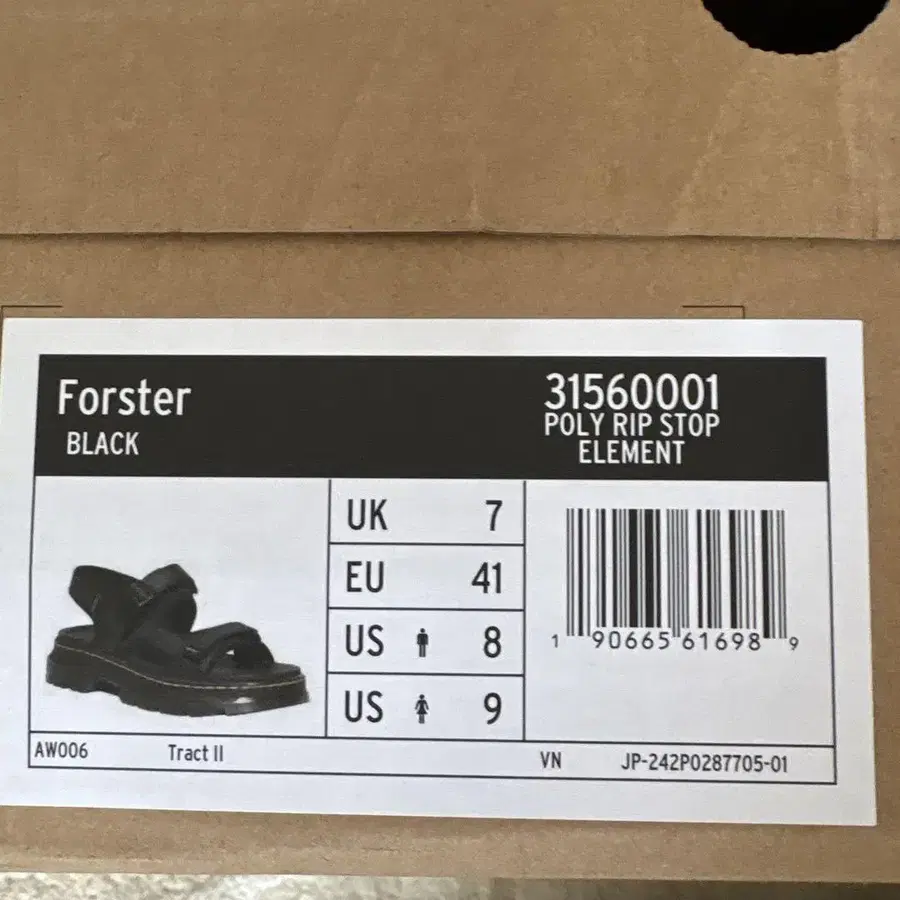 Forster
BLACK
31560001
POLY RIP STOP
ELEMENT
UK 7
EU 41
US 8
US 9
1 90665 61698 9
AW006 Tract II VN JP-242P0287705-01